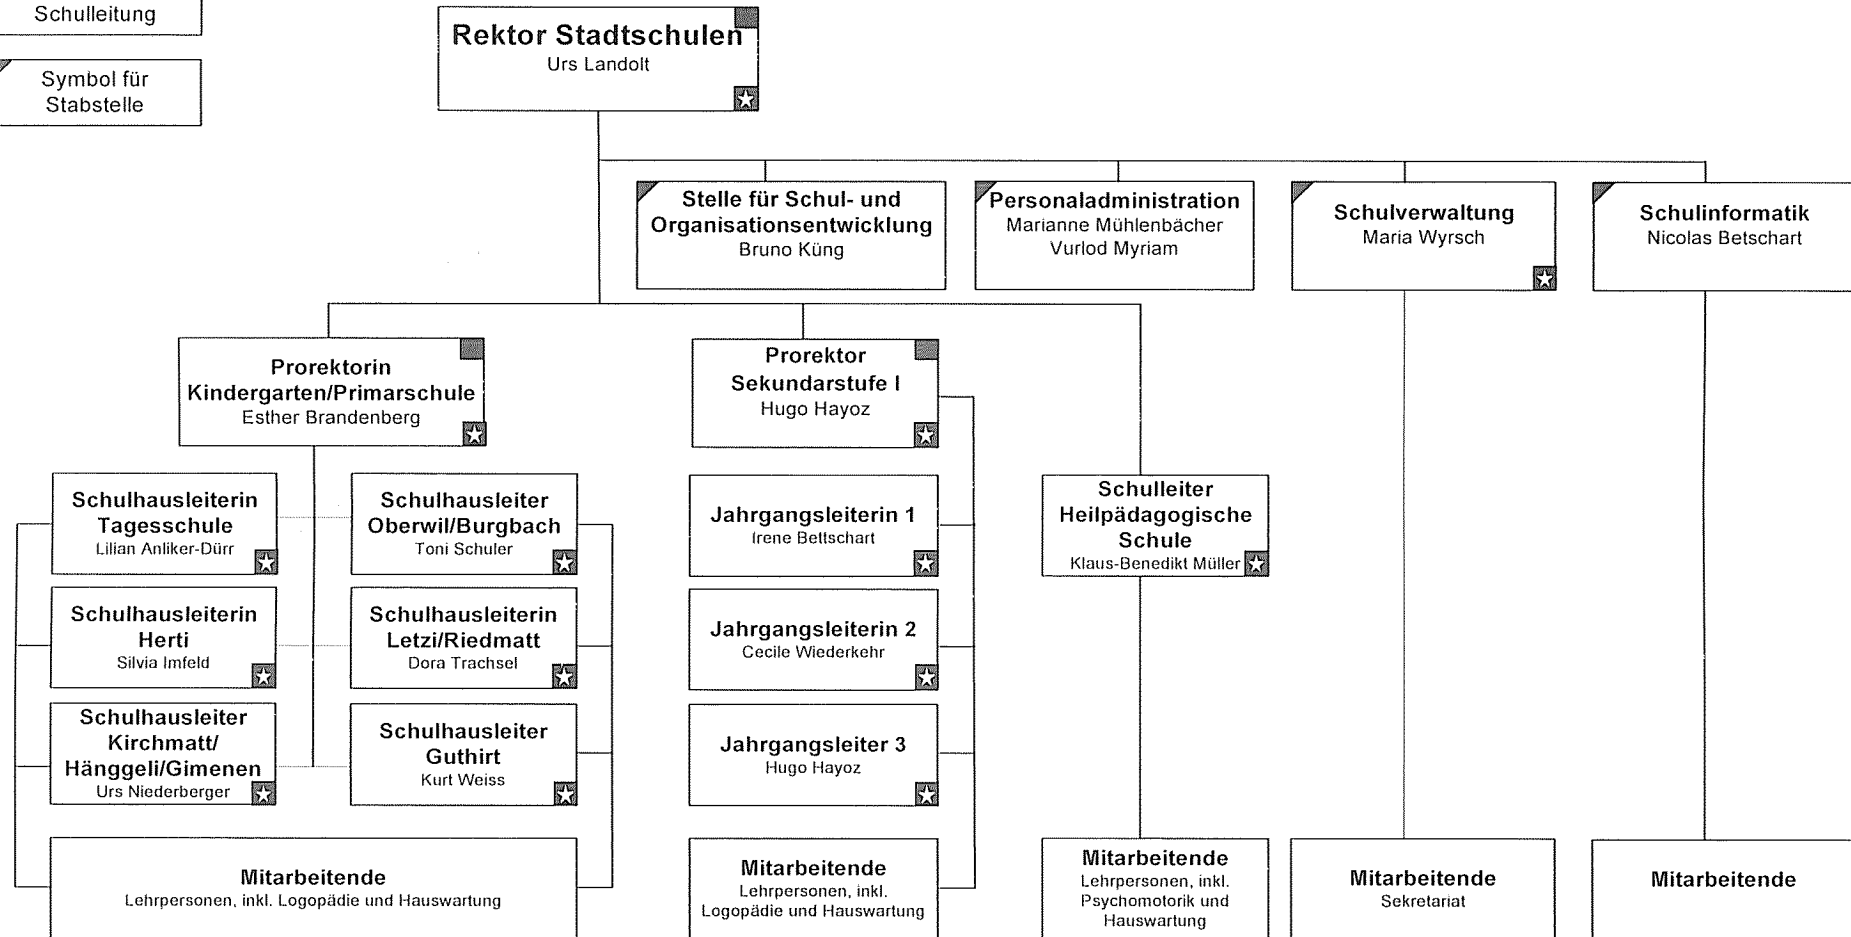 Schulleitung
Symbol für
Stabstelle
Rektor Stadtschulen
Urs Landolt
Stelle für Schul- und
Organisationsentwicklung
Bruno Küng
Personaladministration
Marianne Mühlenbächer
Vurlod Myriam
Schulverwaltung
Maria Wyrsch
Schulinformatik
Nicolas Betschart
Prorektorin
Kindergarten/Primarschule
Esther Brandenberg
Prorektor
Sekundarstufe I
Hugo Hayoz
Schulhausleiterin
Tagesschule
Lilian Anliker-Dürr
Schulhausleiter
Oberwil/Burgbach
Toni Schuler
Jahrgangsleiterin 1
Irene Bettschart
Schulleiter
Heilpädagogische
Schule
Klaus-Benedikt Müller
Schulhausleiterin
Herti
Silvia Imfeld
Schulhausleiterin
Letzi/Riedmatt
Dora Trachsel
Jahrgangsleiterin 2
Cecile Wiederkehr
Schulhausleiter
Kirchmatt/
Hänggeli/Gimenen
Urs Niederberger
Schulhausleiter
Guthirt
Kurt Weiss
Jahrgangsleiter 3
Hugo Hayoz
Mitarbeitende
Lehrpersonen, inkl. Logopädie und Hauswartung
Mitarbeitende
Lehrpersonen, inkl.
Logopädie und Hauswartung
Mitarbeitende
Lehrpersonen, inkl.
Psychomotorik und
Hauswartung
Mitarbeitende
Sekretariat
Mitarbeitende